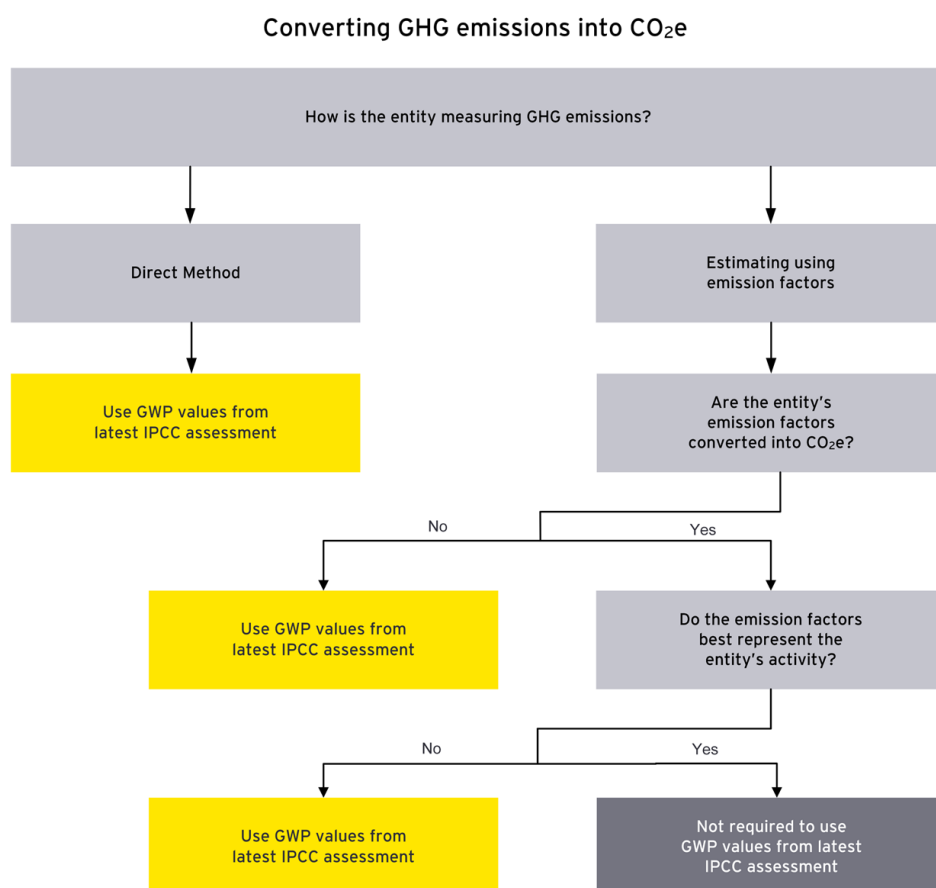 Converting GHG emissions into CO₂e
How is the entity measuring GHG emissions?
Direct Method
Estimating using
emission factors
Use GWP values from
latest IPCC assessment
Are the entity's
emission factors
converted into CO₂e?
No
Yes
Use GWP values from
latest IPCC assessment
Do the emission factors
best represent the
entity's activity?
No
Yes
Use GWP values from
latest IPCC assessment
Not required to use
GWP values from latest
IPCC assessment